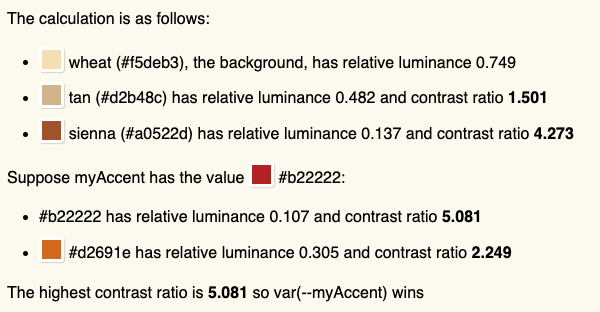 The calculation is as follows:
• wheat (#f5deb3), the background, has relative luminance 0.749
• tan (#d2b48c) has relative luminance 0.482 and contrast ratio 1.501
• sienna (#a0522d) has relative luminance 0.137 and contrast ratio 4.273
Suppose myAccent has the value #b22222:
• #b22222 has relative luminance 0.107 and contrast ratio 5.081
• #d2691e has relative luminance 0.305 and contrast ratio 2.249
The highest contrast ratio is 5.081 so var(--myAccent) wins